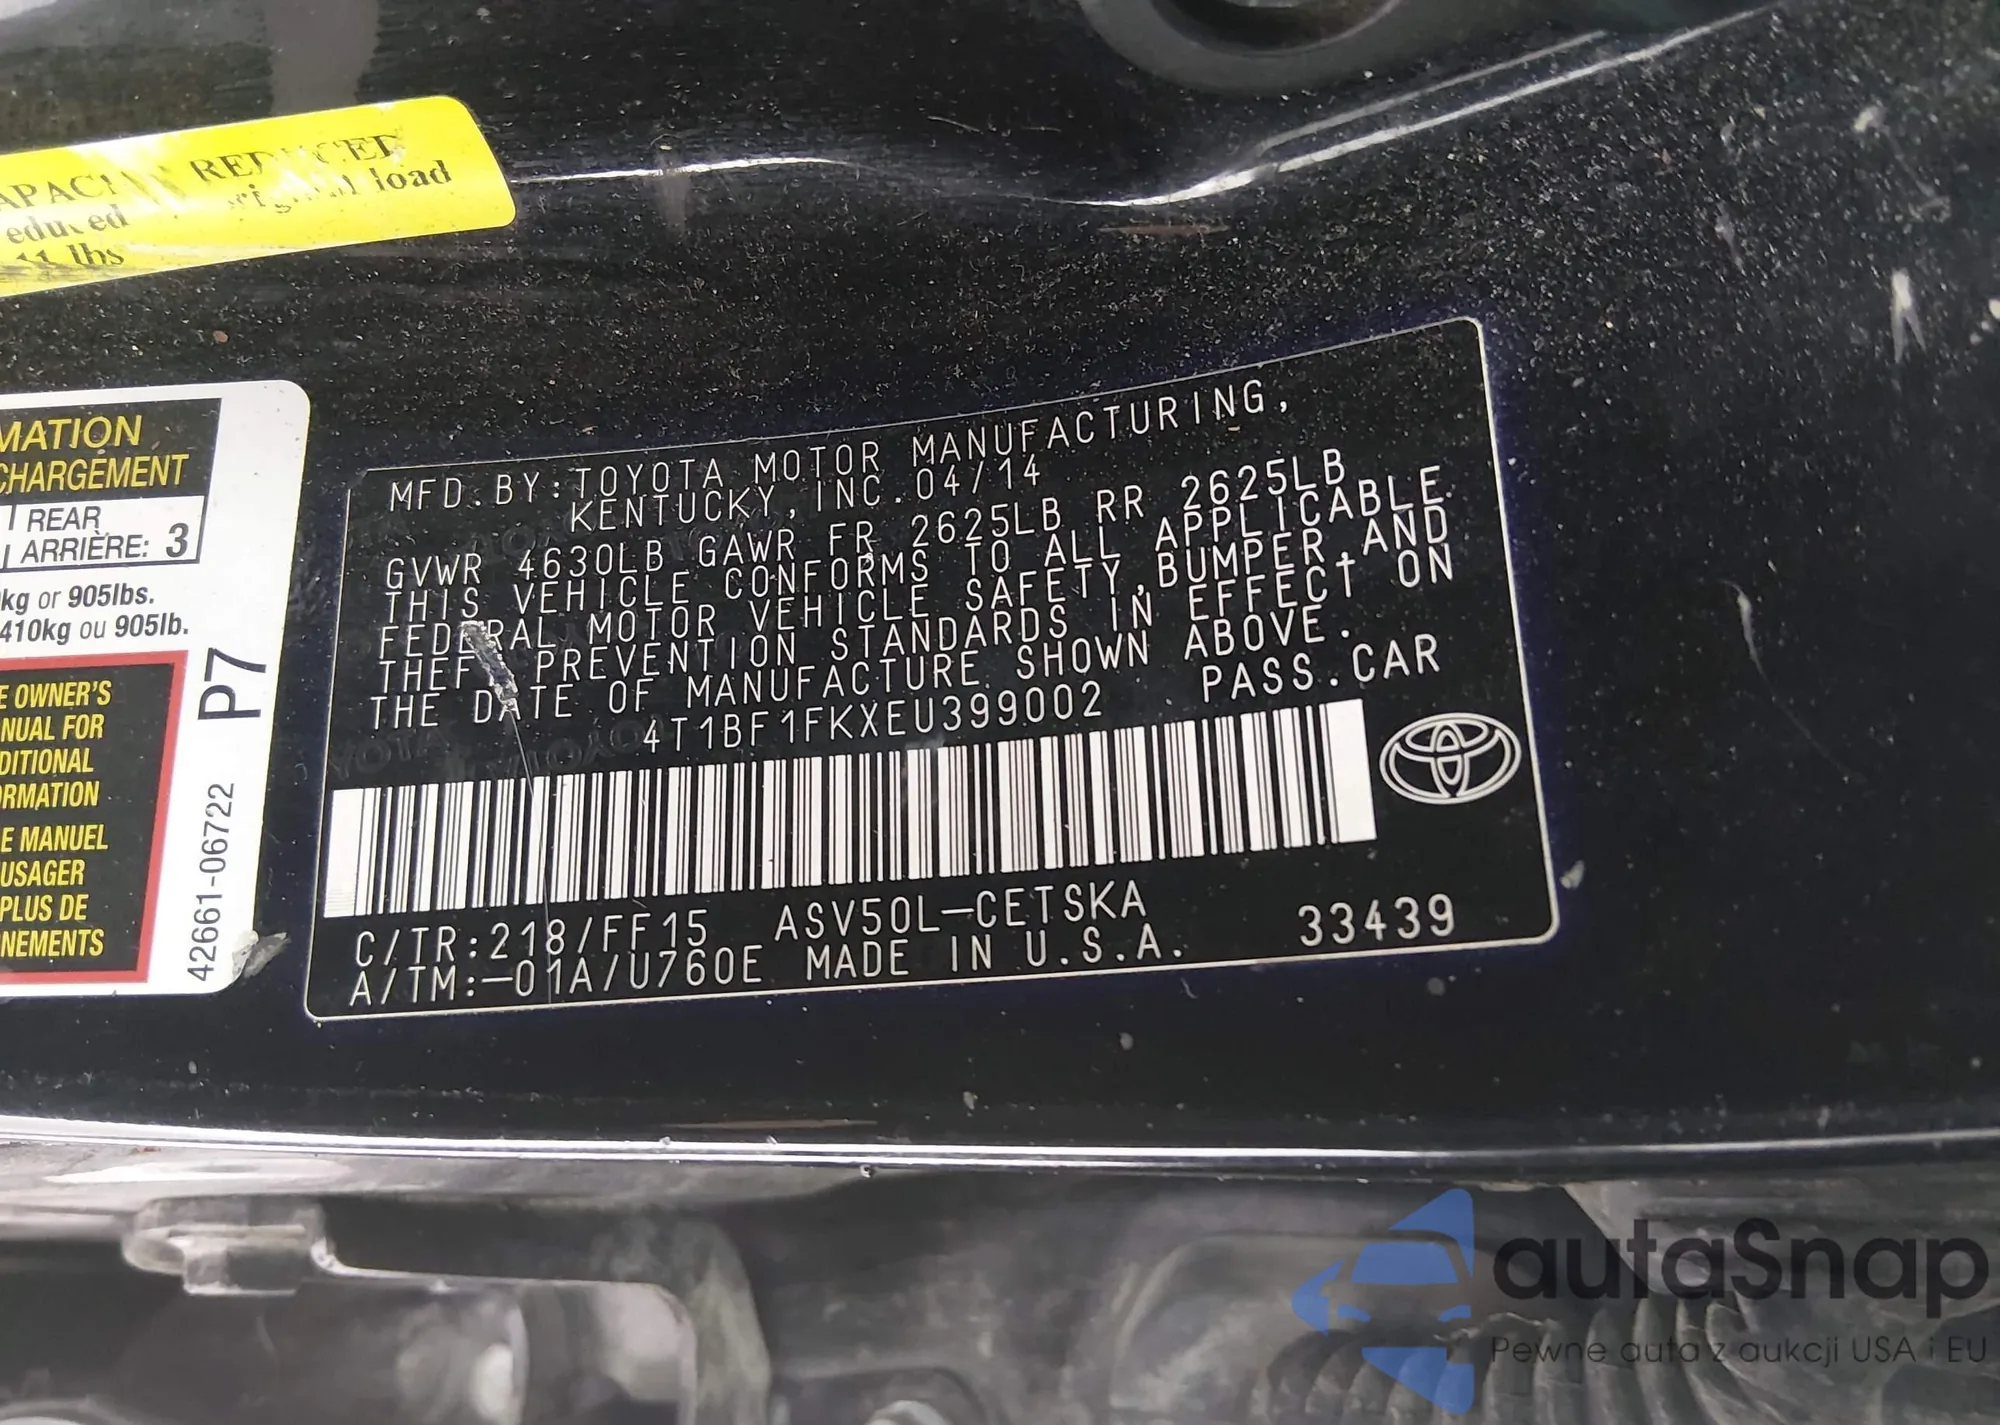 REDUCED
educed original load
lbs
MATION
CHARGEMENT
REAR
ARRIÈRE: 3
kg or 905lbs.
410kg ou 905lb.
E OWNER'S
NUAL FOR
DITIONAL
ORMATION
E MANUEL
USAGER
PLUS DE
GNEMENTS
P7
42661-06722
MFD.BY:TOYOTA MOTOR MANUFACTURING,
KENTUCKY,INC.04/14
GVWR 4630LB GAWR FR 2625LB RR 2625LB
THIS VEHICLE CONFORMS TO ALL APPLICABLE
FEDERAL MOTOR VEHICLE SAFETY,BUMPER,AND
THEFT PREVENTION STANDARDS IN EFFECT ON
THE DATE OF MANUFACTURE SHOWN ABOVE.
4T1BF1FKXEU399002 PASS.CAR
C/TR:218/FF15 ASV50L-CETSKA
A/TM:-01A/U760E MADE IN U.S.A. 33439
autaSnap
Pewne auta z aukcji USA i EU